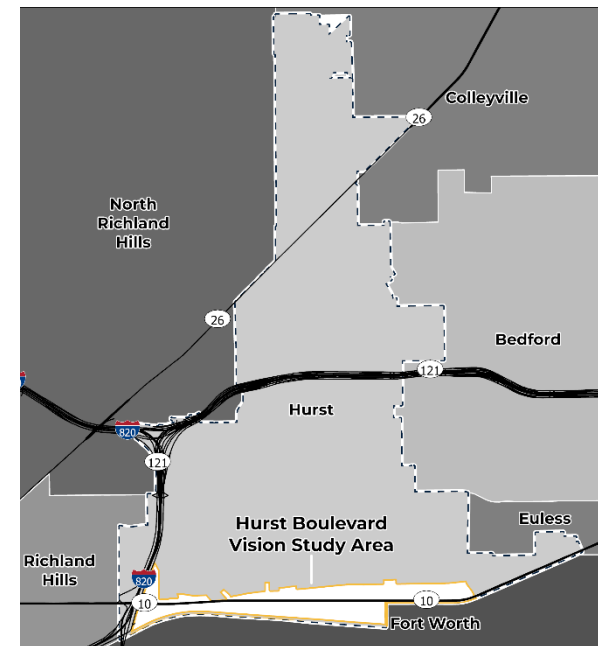 Colleyville
26
North
Richland
Hills
26
Bedford
121
Hurst
820
121
Hurst Boulevard
Vision Study Area
Euless
Richland
Hills
820
10
10
Fort Worth